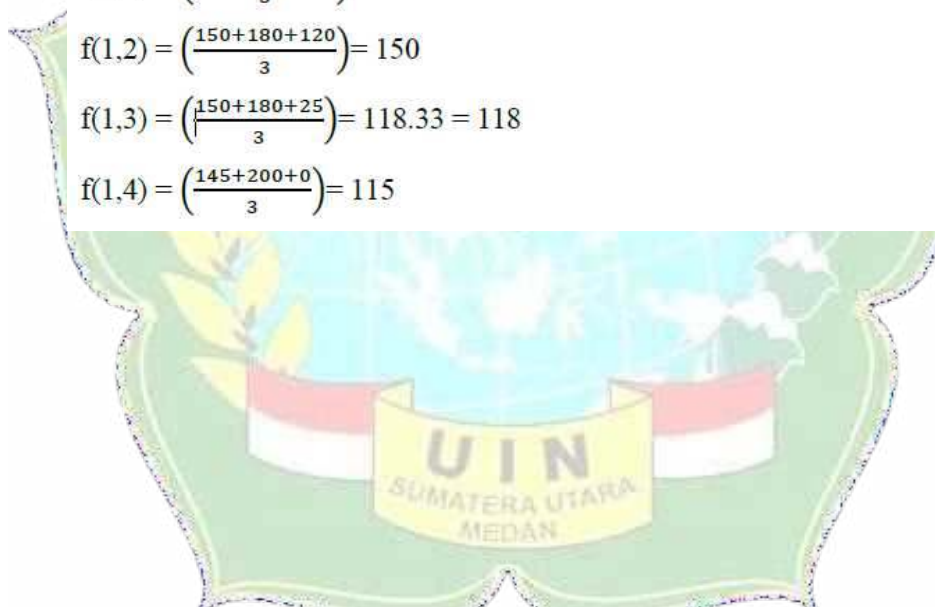 f(1,2) = (150+180+120/3)= 150
f(1,3) = (150+180+25/3)= 118.33 = 118
f(1,4) = (145+200+0/3)= 115
UIN
SUMATERA UTARA
MEDAN